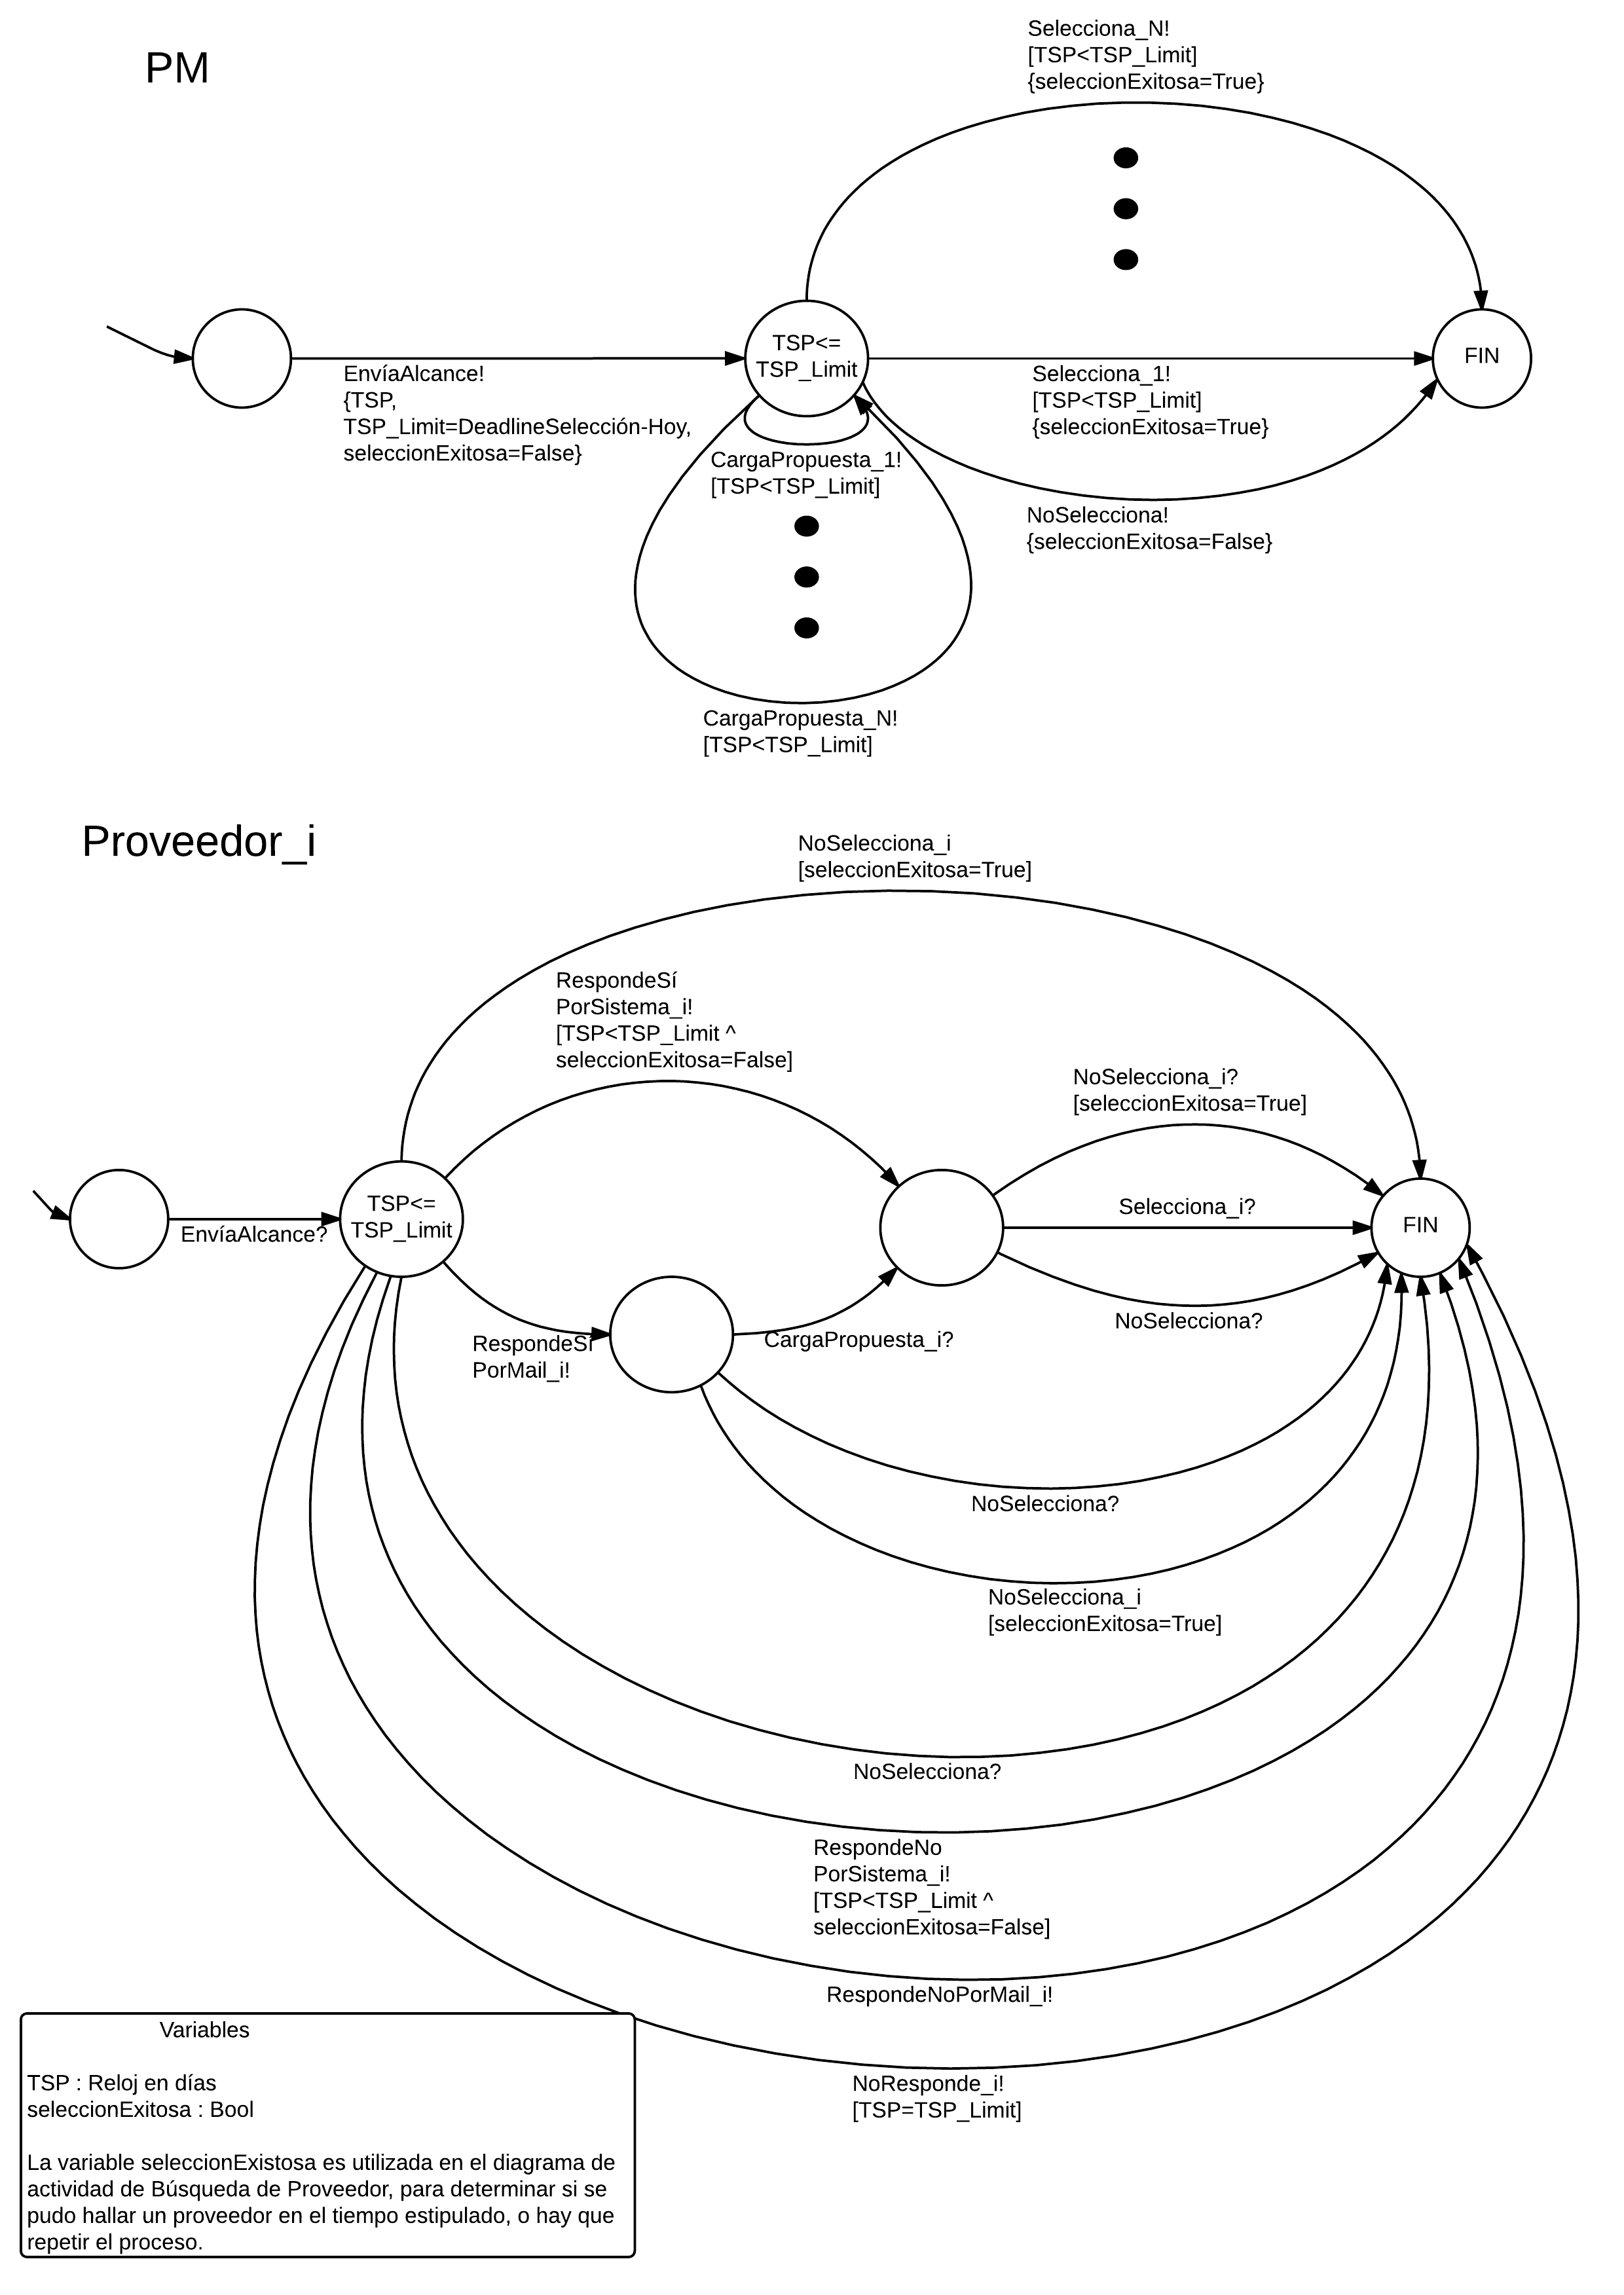 PM
Selecciona_N!
[TSP<TSP_Limit]
{seleccionExitosa=True}
TSP<=
TSP_Limit
FIN
EnvíaAlcance!
{TSP,
TSP_Limit=DeadlineSelección-Hoy,
seleccionExitosa=False}
Selecciona_1!
[TSP<TSP_Limit]
{seleccionExitosa=True}
CargaPropuesta_1!
[TSP<TSP_Limit]
NoSelecciona!
{seleccionExitosa=False}
CargaPropuesta_N!
[TSP<TSP_Limit]
Proveedor_i
NoSelecciona_i
[seleccionExitosa=True]
RespondeSí
PorSistema_i!
[TSP<TSP_Limit ^
seleccionExitosa=False]
NoSelecciona_i?
[seleccionExitosa=True]
TSP<=
TSP_Limit
EnvíaAlcance?
Selecciona_i?
FIN
NoSelecciona?
RespondeSí
PorMail_i!
CargaPropuesta_i?
NoSelecciona?
NoSelecciona_i
[seleccionExitosa=True]
NoSelecciona?
RespondeNo
PorSistema_i!
[TSP<TSP_Limit ^
seleccionExitosa=False]
RespondeNoPorMail_i!
NoResponde_i!
[TSP=TSP_Limit]
Variables
TSP : Reloj en días
seleccionExitosa : Bool
La variable seleccionExistosa es utilizada en el diagrama de
actividad de Búsqueda de Proveedor, para determinar si se
pudo hallar un proveedor en el tiempo estipulado, o hay que
repetir el proceso.